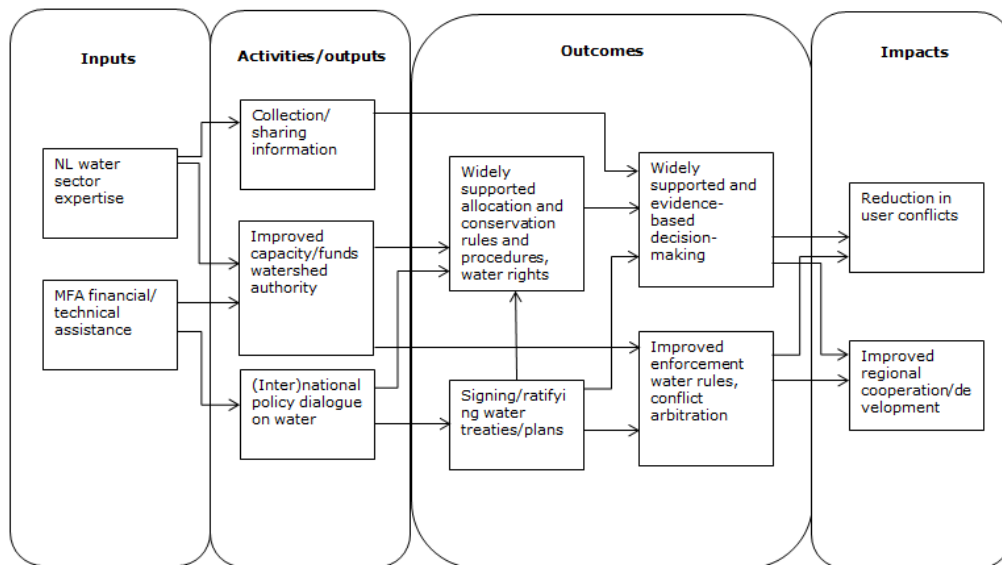 Inputs
NL water
sector
expertise
MFA financial/
technical
assistance
Activities/outputs
Collection/
sharing
information
Improved
capacity/funds
watershed
authority
(Inter)national
policy dialogue
on water
Outcomes
Widely
supported
allocation and
conservation
rules and
procedures,
water rights
Signing/ratifyi
ng water
treaties/plans
Widely
supported and
evidence-
based
decision-
making
Improved
enforcement
water rules,
conflict
arbitration
Impacts
Reduction in
user conflicts
Improved
regional
cooperation/de
velopment